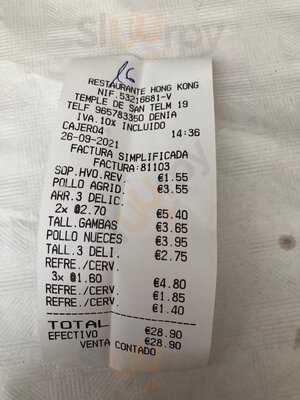 16
RESTAURANTE HONG KONG
NIF.53216681-V
TEMPLE DE SAN TELM 19
TELF 965783350 DENIA
IVA.10% INCLUIDO
CAJER04 14:36
26-09-2021
FACTURA SIMPLIFICADA
FACTURA:81103
SOP.HVO.REV. €1.55
POLLO AGRID. €3.55
ARR.3 DELIC.
2x @2.70 €5.40
TALL.GAMBAS €3.65
POLLO NUECES €3.95
TALL.3 DELI. €2.75
REFRE./CERV.
3x @1.60 €4.80
REFRE./CERV. €1.85
REFRE./CERV. €1.40
TOTAL €28.90
EFECTIVO €28.90
VENTA CONTADO